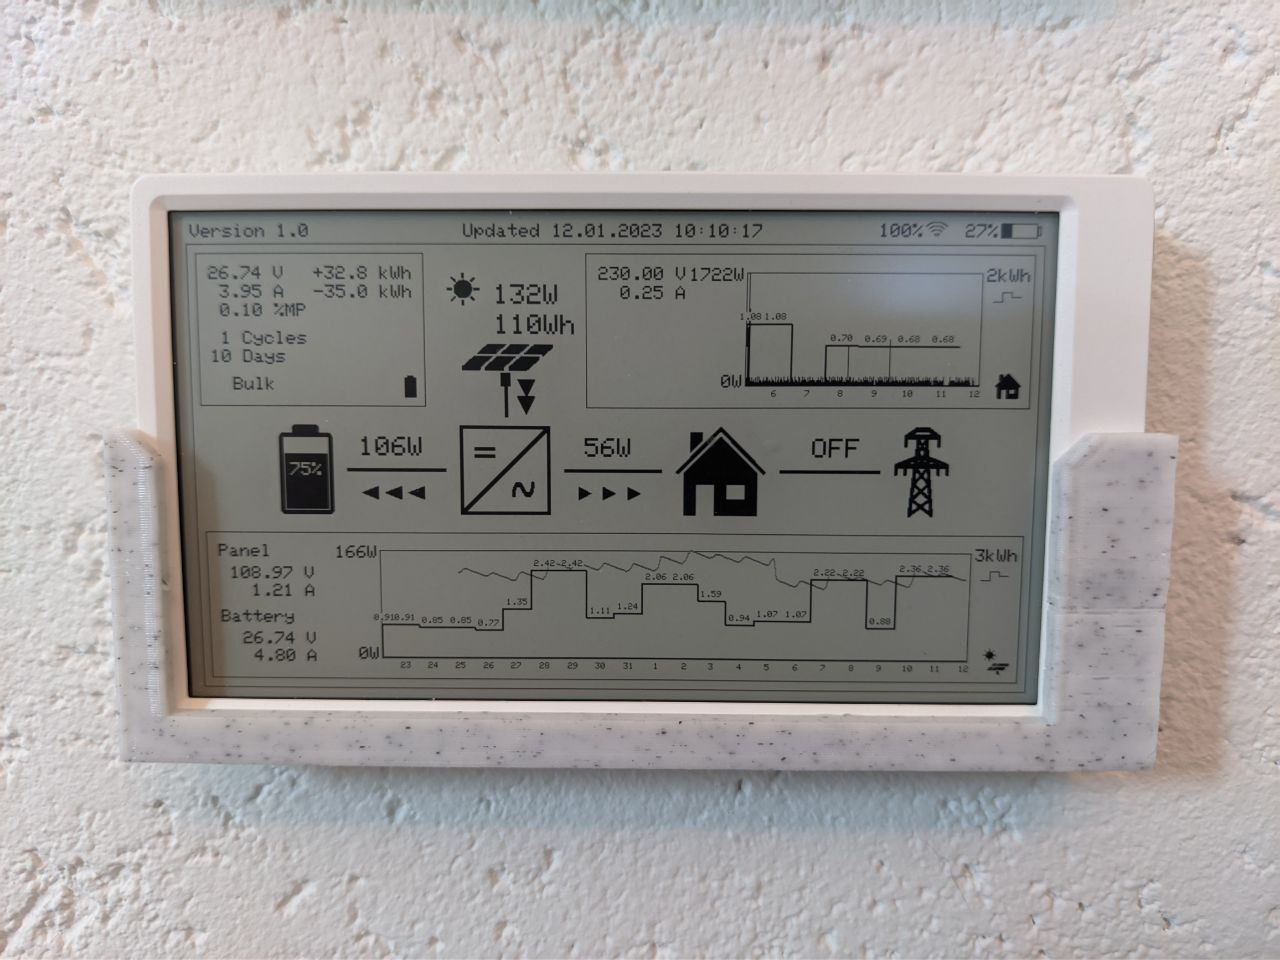 Version 1.0
Updated 12.01.2023 10:10:17
100% 27%
26.74 V +32.8 kWh
3.95 A -35.0 kWh
0.10 %MP
1 Cycles
10 Days
Bulk
132W
110Wh
230.00 V 1722W
0.25 A
2kWh
1.08 1.08
0.70 0.69 0.68 0.68
0W
6 7 8 9 10 11 12
75%
106W
56W
OFF
Panel
108.97 V
1.21 A
Battery
26.74 V
4.80 A
166W
3kWh
0.91 0.91 0.85 0.85 0.77 1.35 2.42 2.42 1.11 1.24 2.06 2.06 1.59 0.94 1.07 1.07 2.22 2.22 0.88 2.36 2.36
0W
23 24 25 26 27 28 29 30 31 1 2 3 4 5 6 7 8 9 10 11 12